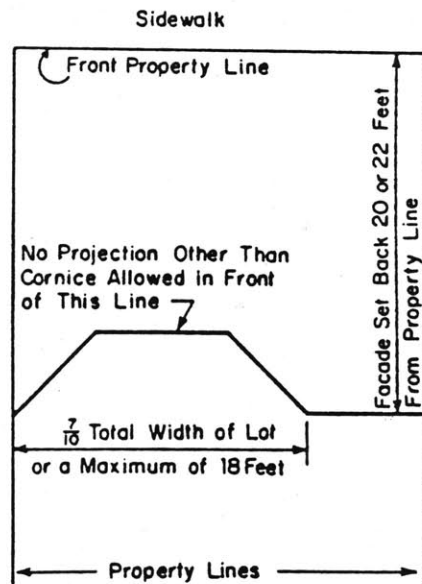 Sidewalk
Front Property Line
Facade Set Back 20 or 22 Feet
From Property Line
No Projection Other Than
Cornice Allowed in Front
of This Line
7/10 Total Width of Lot
or a Maximum of 18 Feet
Property Lines